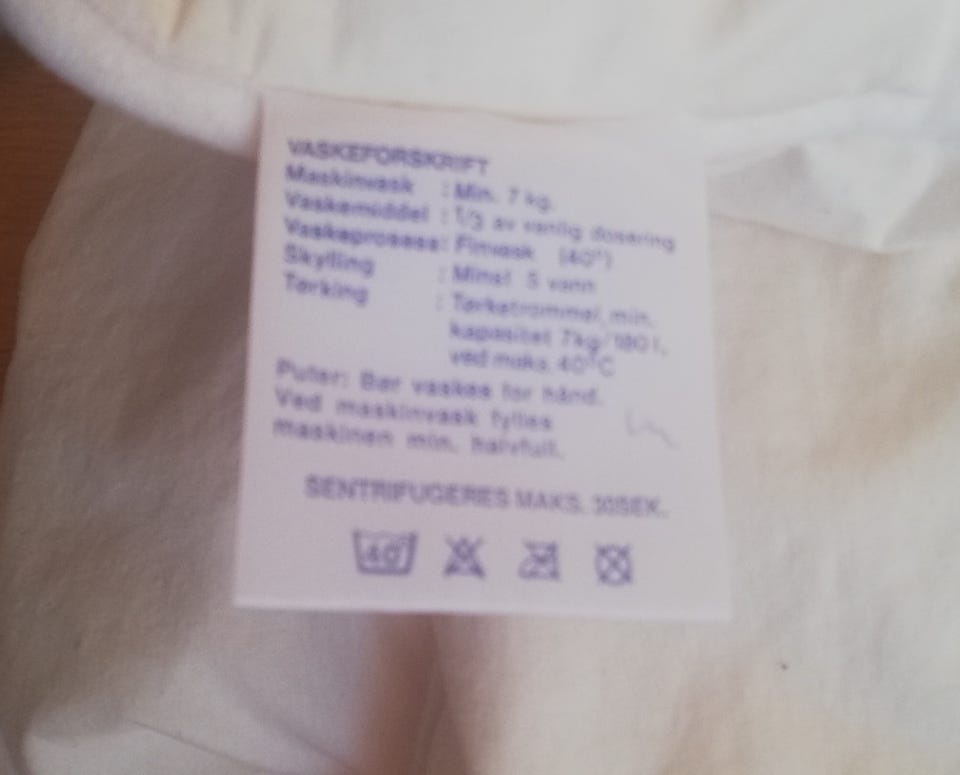 VASKEFORSKRIFT
Maskinvask : Min. 7 kg.
Vaskemiddel : 1/3 av vanlig dosering
Vaskeprosess: Finvask (40°)
Skylling : Minst 5 vann
Tørking : Tørketrommel, min.
kapasitet 7kg/180 l,
ved maks. 40°C
Puter: Bør vaskes for hånd.
Ved maskinvask fylles
maskinen min. halvfull.
SENTRIFUGERES MAKS. 30SEK.
40°